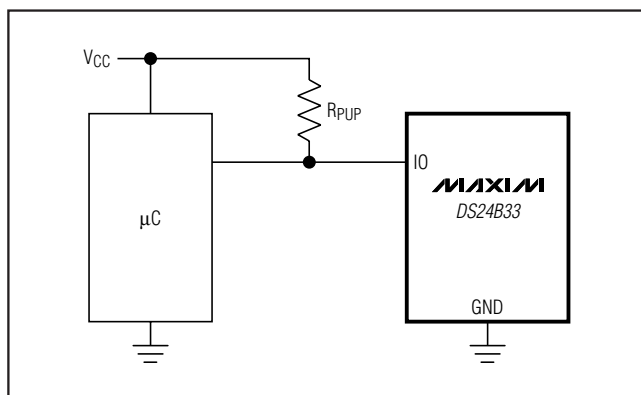 VCC
RPUP
IO
MAXIM
DS24B33
µC
GND